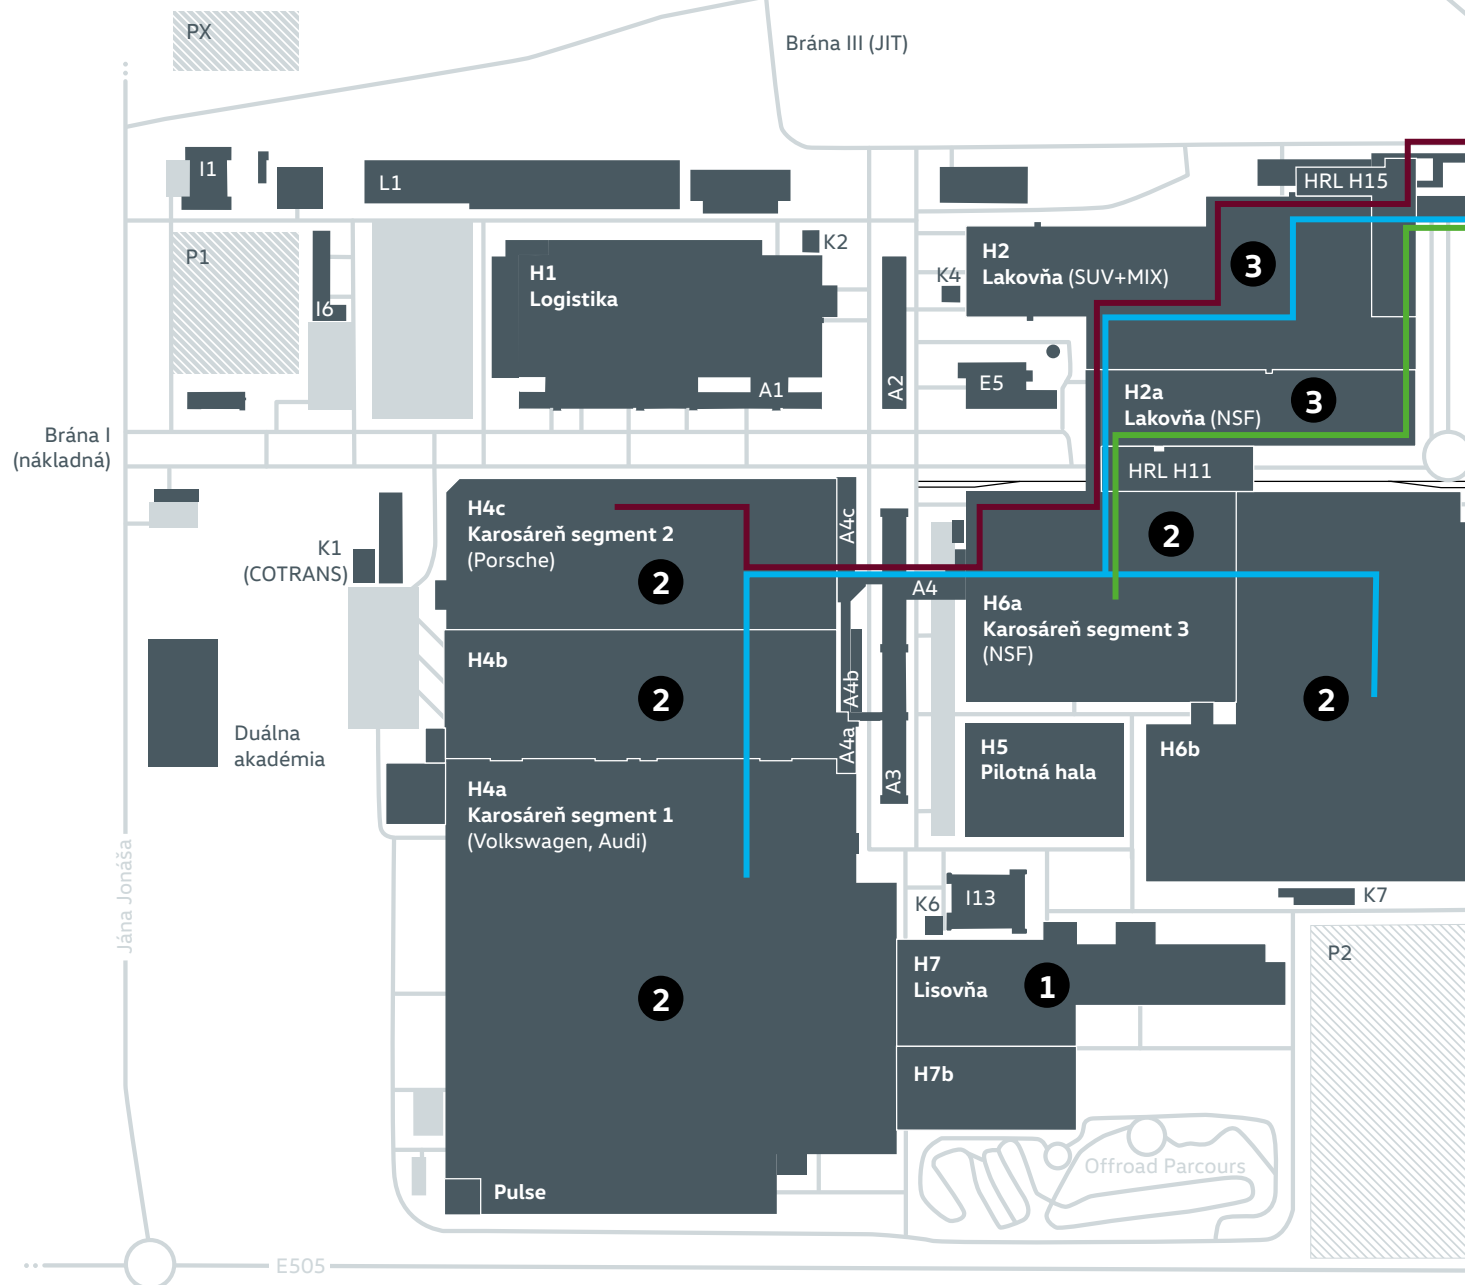 PX
Brána III (JIT)
I1
L1
HRL H15
P1
I6
K2
H1
Logistika
A1
A2
K4
H2
Lakovňa (SUV+MIX)
3
E5
H2a
Lakovňa (NSF)
3
Brána I
(nákladná)
HRL H11
K1
(COTRANS)
H4c
Karosáreň segment 2
(Porsche)
2
A4c
A4
H6a
Karosáreň segment 3
(NSF)
2
H4b
2
A4b
A4a
A3
Duálna
akadémia
H5
Pilotná hala
H6b
2
H4a
Karosáreň segment 1
(Volkswagen, Audi)
2
Jána Jonáša
K6
I13
K7
H7
Lisovňa
1
P2
H7b
Offroad Parcours
Pulse
E505